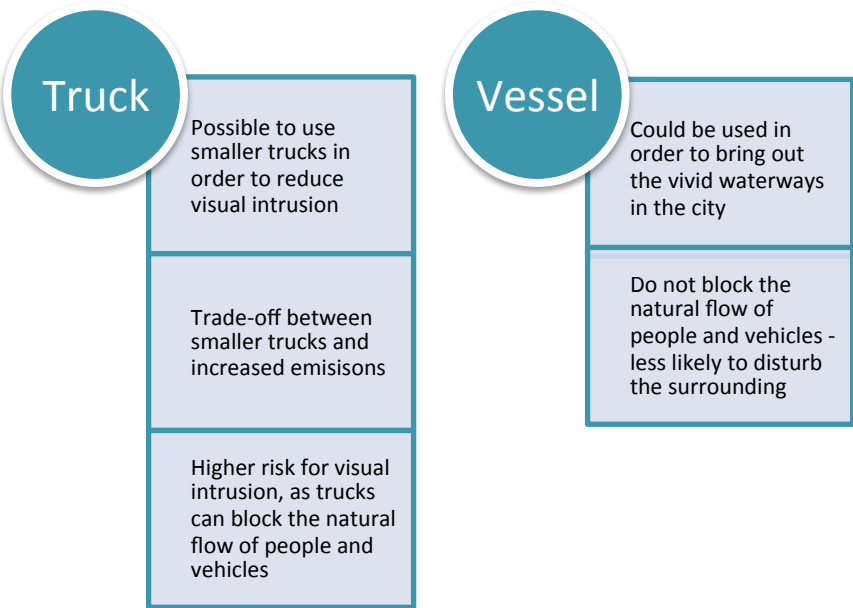 Truck
Possible to use
smaller trucks in
order to reduce
visual intrusion
Trade-off between
smaller trucks and
increased emisisons
Higher risk for visual
intrusion, as trucks
can block the natural
flow of people and
vehicles
Vessel
Could be used in
order to bring out
the vivid waterways
in the city
Do not block the
natural flow of
people and vehicles -
less likely to disturb
the surrounding